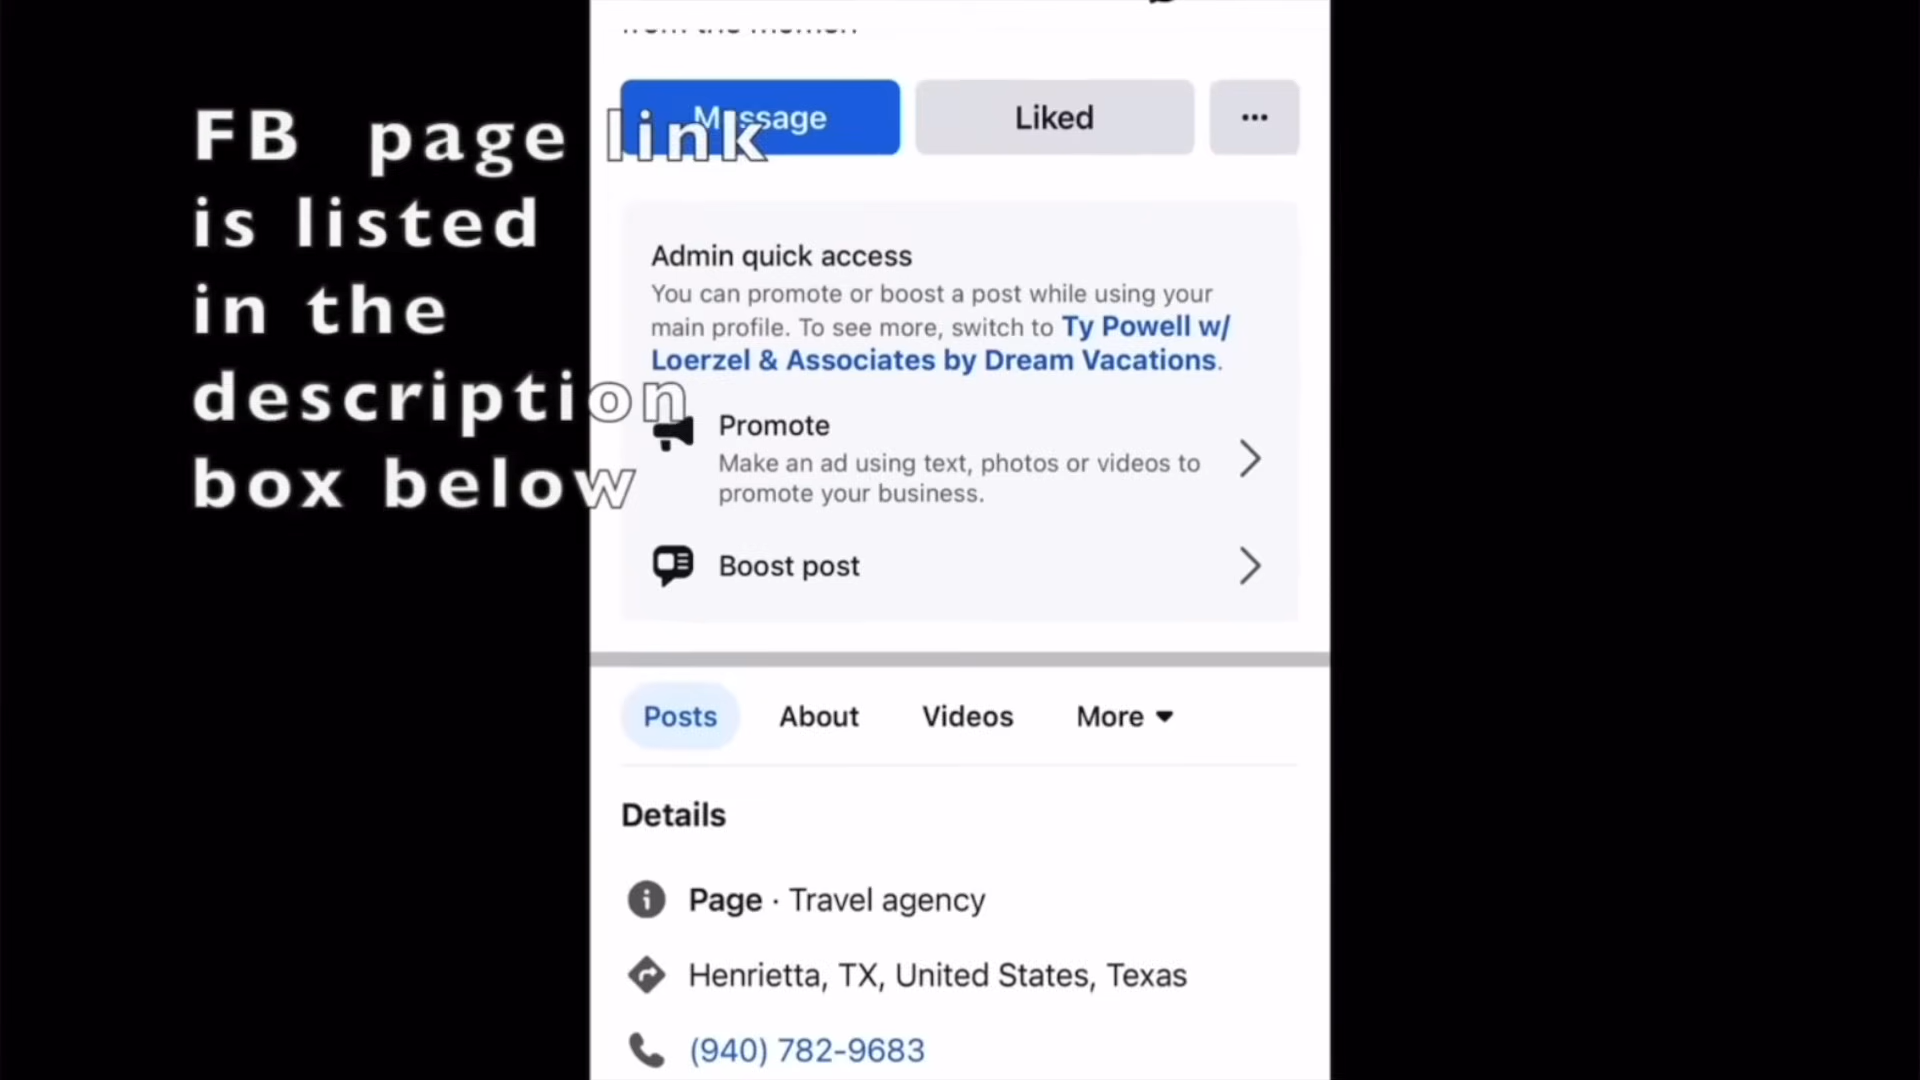 FB page link
is listed
in the
description
box below
Message
Liked
Admin quick access
You can promote or boost a post while using your
main profile. To see more, switch to Ty Powell w/
Loerzel & Associates by Dream Vacations.
Promote
Make an ad using text, photos or videos to
promote your business.
Boost post
Posts
About
Videos
More
Details
Page · Travel agency
Henrietta, TX, United States, Texas
(940) 782-9683